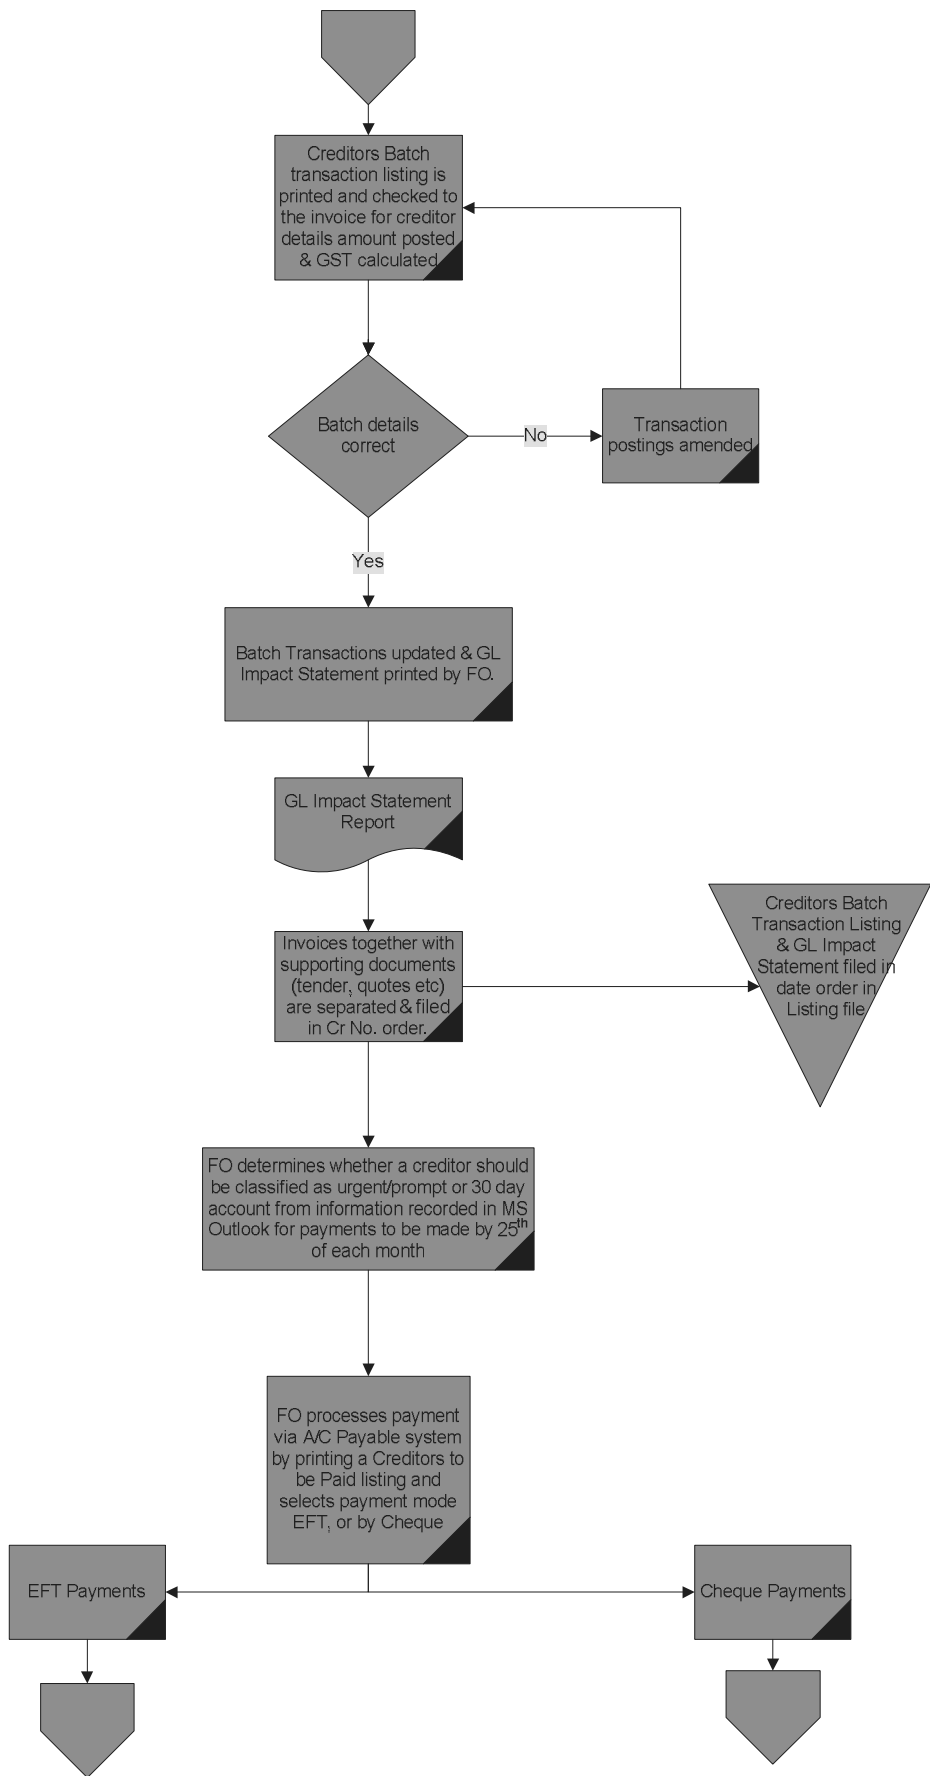 Creditors Batch
transaction listing is
printed and checked to
the invoice for creditor
details amount posted
& GST calculated
Batch details
correct
No
Transaction
postings amended
Yes
Batch Transactions updated & GL
Impact Statement printed by FO.
GL Impact Statement
Report
Invoices together with
supporting documents
(tender, quotes etc)
are separated & filed
in Cr No. order.
Creditors Batch
Transaction Listing
& GL Impact
Statement filed in
date order in
Listing file
FO determines whether a creditor should
be classified as urgent/prompt or 30 day
account from information recorded in MS
Outlook for payments to be made by 25th
of each month
FO processes payment
via A/C Payable system
by printing a Creditors to
be Paid listing and
selects payment mode
EFT, or by Cheque
EFT Payments
Cheque Payments